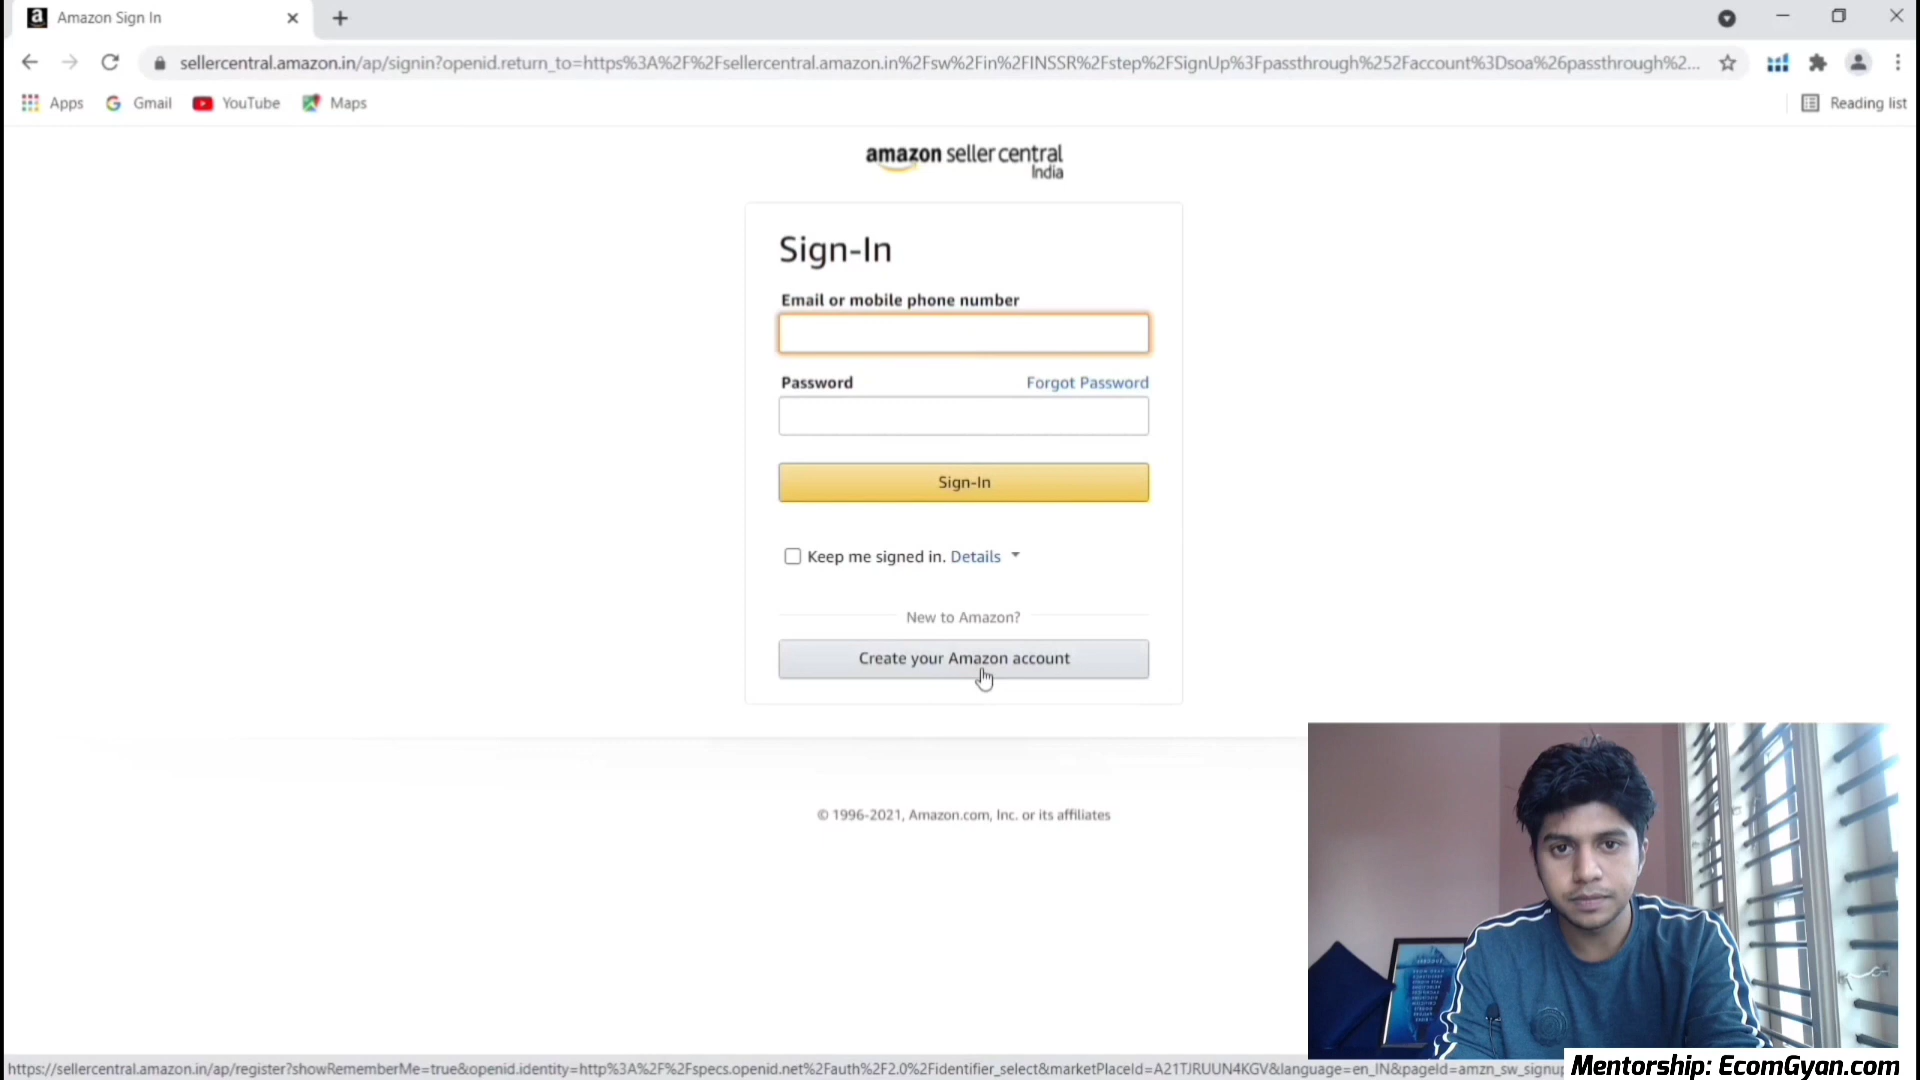 Amazon Sign In
sellercentral.amazon.in/ap/signin?openid.return_to=https%3A%2F%2Fsellercentral.amazon.in%2Fsw%2Fin%2FINSSR%2Fstep%2FSignUp%3Fpassthrough%252Faccount%3Dsoa%26passthrough%2...
Apps Gmail YouTube Maps Reading list
amazon seller central
India
Sign-In
Email or mobile phone number
Password Forgot Password
Sign-In
Keep me signed in. Details
New to Amazon?
Create your Amazon account
© 1996-2021, Amazon.com, Inc. or its affiliates
https://sellercentral.amazon.in/ap/register?showRememberMe=true&openid.identity=http%3A%2F%2Fspecs.openid.net%2Fauth%2F2.0%2Fidentifier_select&marketPlaceId=A21TJRUUN4KGV&language=en_IN&pageId=amzn_sw_signup
Mentorship: EcomGyan.com